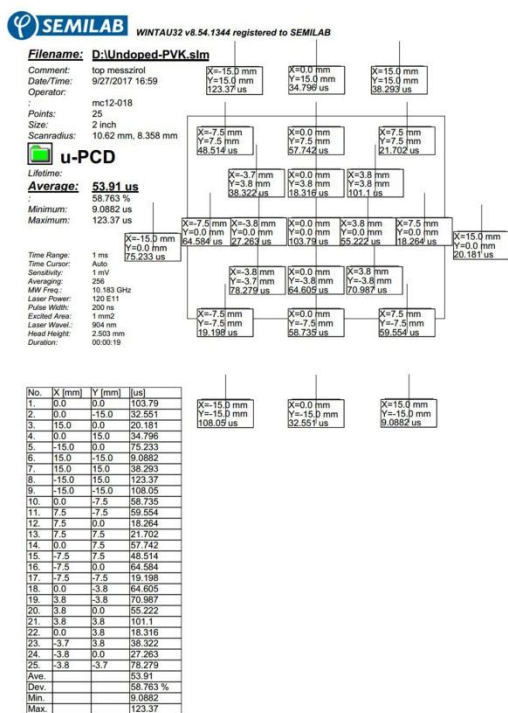 SEMILAB WINTAU32 v8.54.1344 registered to SEMILAB
Filename: D:\Undoped-PVK.slm
Comment: top messzirol
Date/Time: 9/27/2017 16:59
Operator:
: mc12-018
Points: 25
Size: 2 inch
Scanradius: 10.62 mm, 8.358 mm
u-PCD
Lifetime:
Average: 53.91 us
: 58.763 %
Minimum: 9.0882 us
Maximum: 123.37 us
Time Range: 1 ms
Time Cursor: Auto
Sensitivity: 1 mV
Averaging: 256
MW Freq.: 10.183 GHz
Laser Power: 120 E11
Pulse Width: 200 ns
Excited Area: 1 mm2
Laser Wavel.: 904 nm
Head Height: 2.503 mm
Duration: 00:00:19
X=-15.0 mm
Y=15.0 mm
123.37 us
X=0.0 mm
Y=15.0 mm
34.796 us
X=15.0 mm
Y=15.0 mm
38.293 us
X=-7.5 mm
Y=7.5 mm
48.514 us
X=0.0 mm
Y=7.5 mm
57.742 us
X=7.5 mm
Y=7.5 mm
21.702 us
X=-3.7 mm
Y=3.8 mm
38.322 us
X=0.0 mm
Y=3.8 mm
18.316 us
X=3.8 mm
Y=3.8 mm
101.1 us
X=-15.0 mm
Y=0.0 mm
75.233 us
X=-7.5 mm
Y=0.0 mm
64.584 us
X=-3.8 mm
Y=0.0 mm
27.263 us
X=0.0 mm
Y=0.0 mm
103.79 us
X=3.8 mm
Y=0.0 mm
55.222 us
X=7.5 mm
Y=0.0 mm
18.264 us
X=15.0 mm
Y=0.0 mm
20.181 us
X=-3.8 mm
Y=-3.7 mm
78.279 us
X=0.0 mm
Y=-3.8 mm
64.605 us
X=3.8 mm
Y=-3.8 mm
70.987 us
X=-7.5 mm
Y=-7.5 mm
19.198 us
X=0.0 mm
Y=-7.5 mm
58.735 us
X=7.5 mm
Y=-7.5 mm
59.554 us
X=-15.0 mm
Y=-15.0 mm
108.05 us
X=0.0 mm
Y=-15.0 mm
32.551 us
X=15.0 mm
Y=-15.0 mm
9.0882 us
No. X [mm] Y [mm] [us]
1. 0.0 0.0 103.79
2. 0.0 -15.0 32.551
3. 15.0 0.0 20.181
4. 0.0 15.0 34.796
5. -15.0 0.0 75.233
6. 15.0 -15.0 9.0882
7. 15.0 15.0 38.293
8. -15.0 15.0 123.37
9. -15.0 -15.0 108.05
10. 0.0 -7.5 58.735
11. 7.5 -7.5 59.554
12. 7.5 0.0 18.264
13. 7.5 7.5 21.702
14. 0.0 7.5 57.742
15. -7.5 7.5 48.514
16. -7.5 0.0 64.584
17. -7.5 -7.5 19.198
18. 0.0 -3.8 64.605
19. 3.8 -3.8 70.987
20. 3.8 0.0 55.222
21. 3.8 3.8 101.1
22. 0.0 3.8 18.316
23. -3.7 3.8 38.322
24. -3.8 0.0 27.263
25. -3.8 -3.7 78.279
Ave. 53.91
Dev. 58.763 %
Min. 9.0882
Max. 123.37